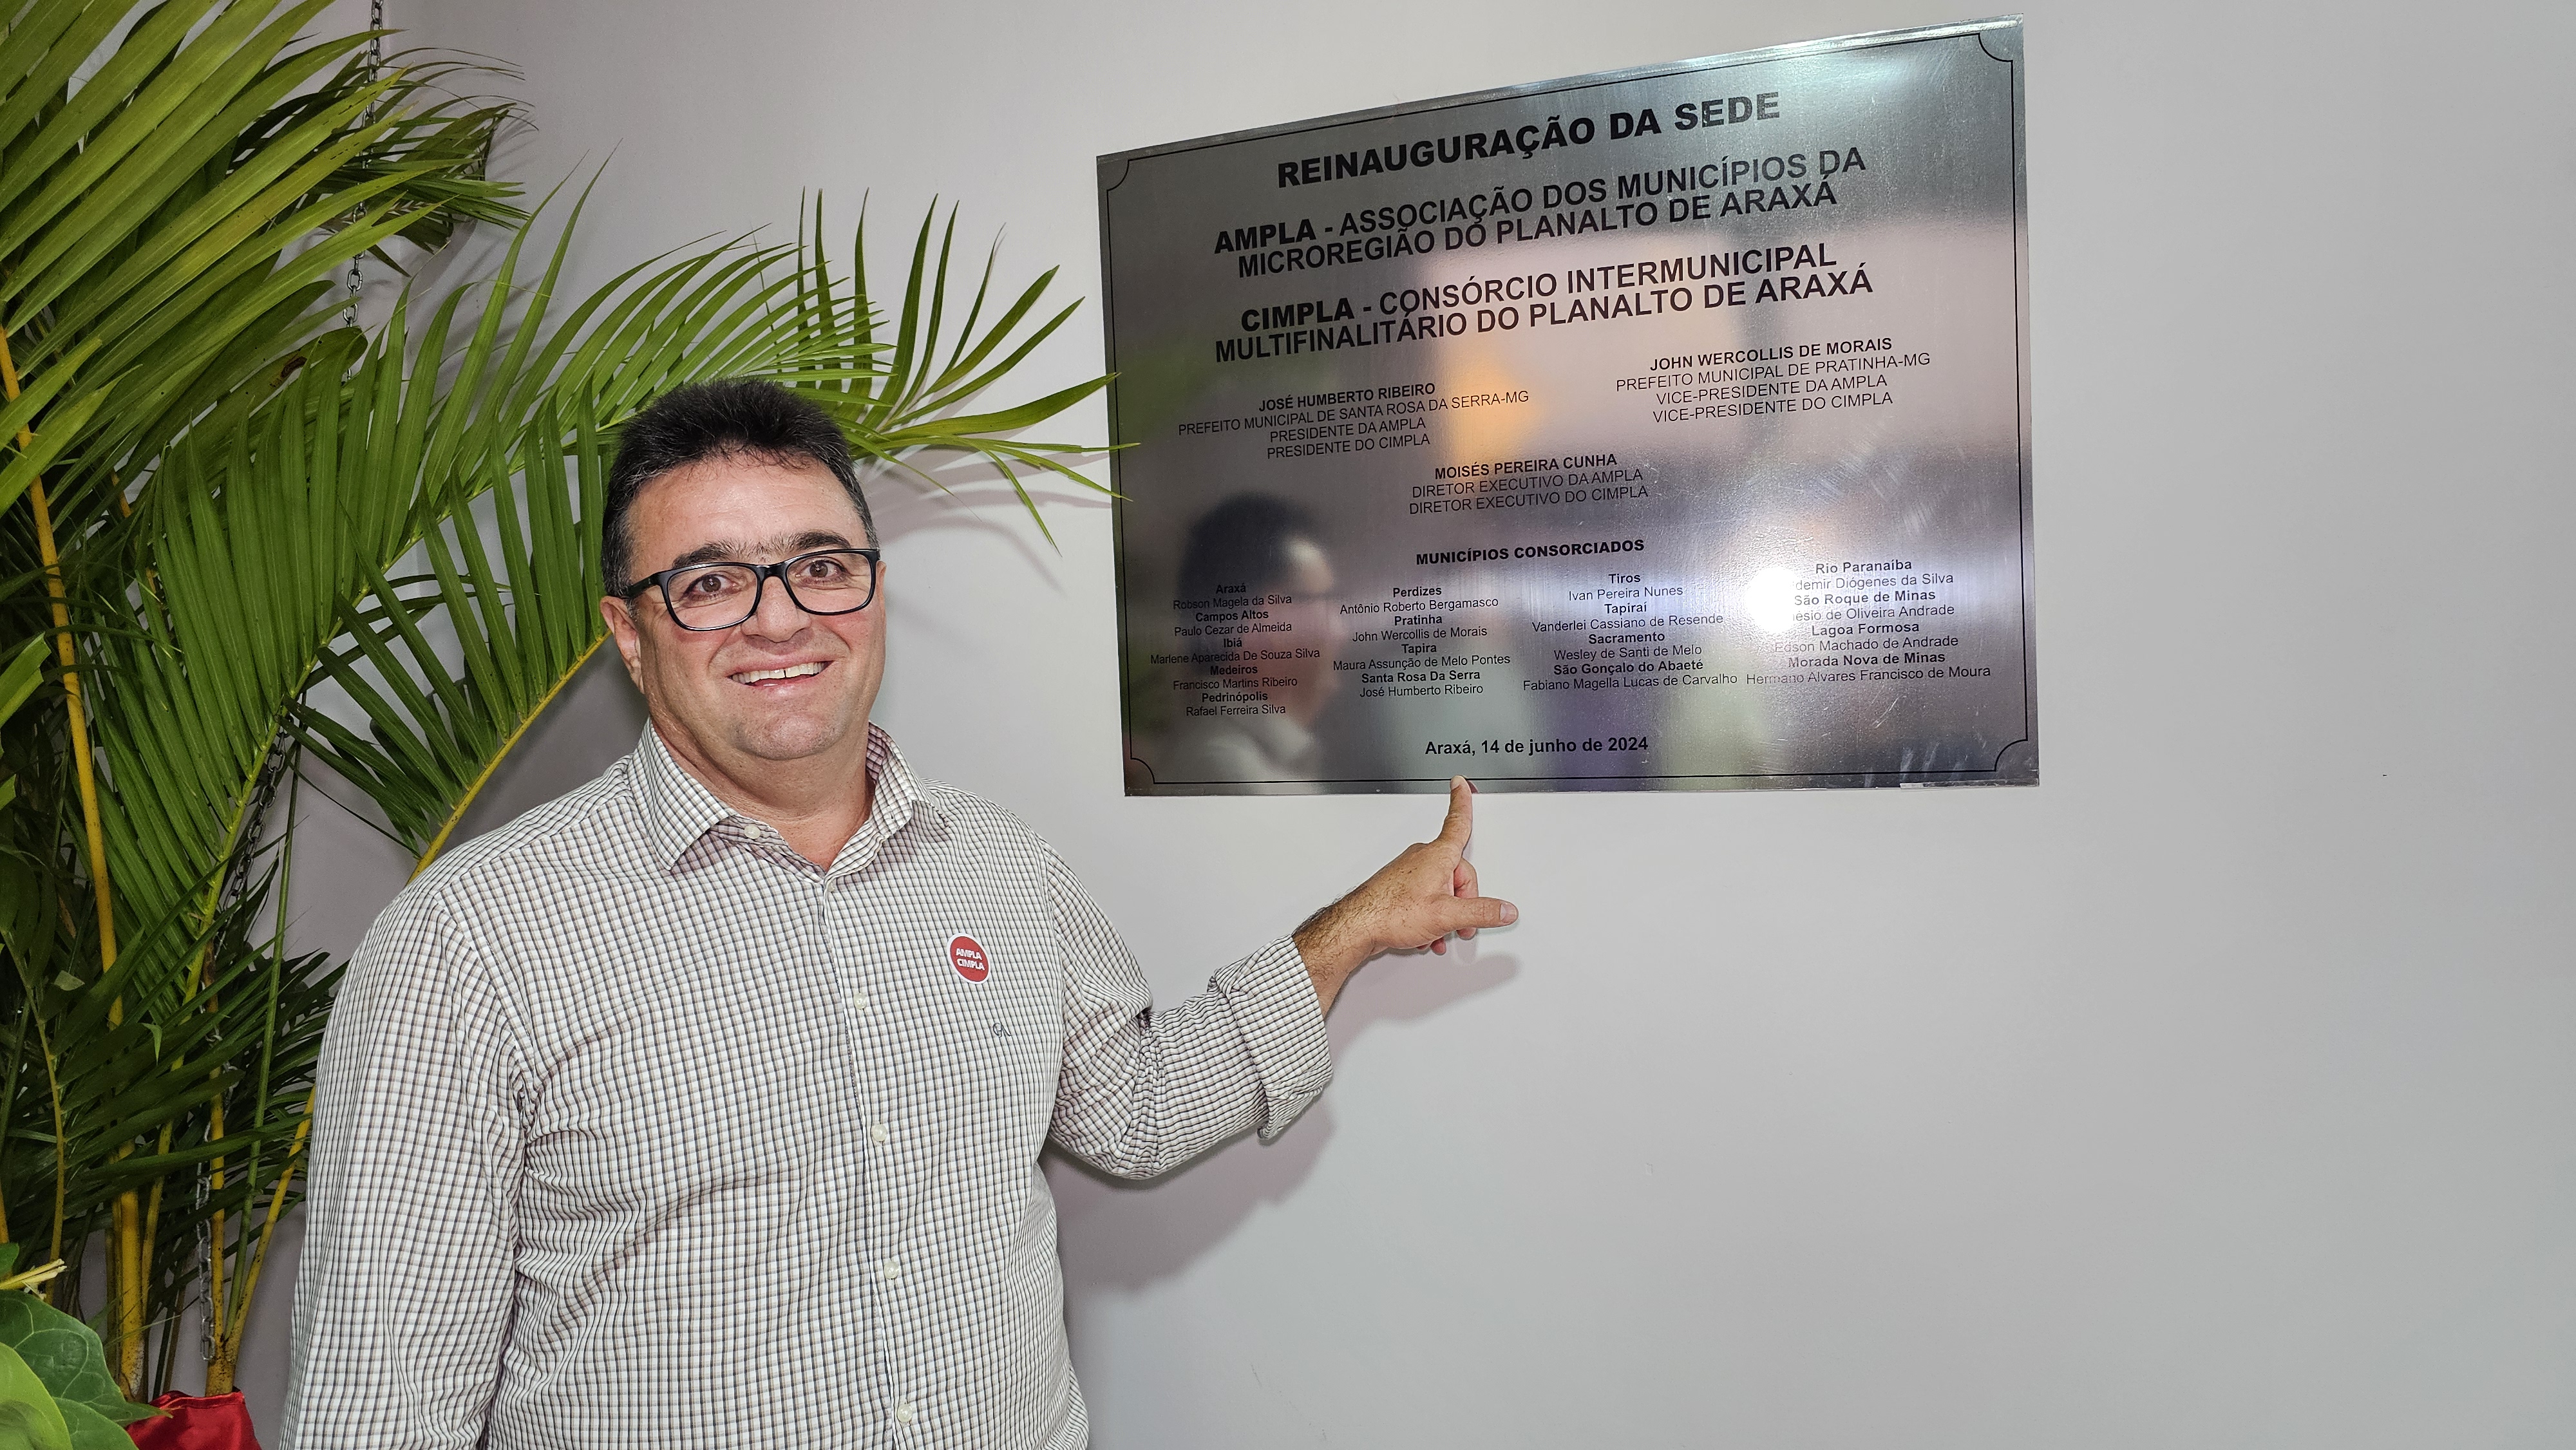 REINAUGURAÇÃO DA SEDE
AMPLA - ASSOCIAÇÃO DOS MUNICÍPIOS DA
MICROREGIÃO DO PLANALTO DE ARAXÁ
CIMPLA - CONSÓRCIO INTERMUNICIPAL
MULTIFINALITÁRIO DO PLANALTO DE ARAXÁ
JOSÉ HUMBERTO RIBEIRO
PREFEITO MUNICIPAL DE SANTA ROSA DA SERRA-MG
PRESIDENTE DA AMPLA
PRESIDENTE DO CIMPLA
JOHN WERCOLLIS DE MORAIS
PREFEITO MUNICIPAL DE PRATINHA-MG
VICE-PRESIDENTE DA AMPLA
VICE-PRESIDENTE DO CIMPLA
MOISÉS PEREIRA CUNHA
DIRETOR EXECUTIVO DA AMPLA
DIRETOR EXECUTIVO DO CIMPLA
MUNICÍPIOS CONSORCIADOS
Araxá
Robson Magela da Silva
Campos Altos
Paulo Cezar de Almeida
Ibiá
Marlene Aparecida De Souza Silva
Medeiros
Francisco Martins Ribeiro
Pedrinópolis
Rafael Ferreira Silva
Perdizes
Antônio Roberto Bergamasco
Pratinha
John Wercollis de Morais
Tapira
Maura Assunção de Melo Pontes
Santa Rosa Da Serra
José Humberto Ribeiro
Tiros
Ivan Pereira Nunes
Tapiraí
Vanderlei Cassiano de Resende
Sacramento
Wesley de Santi de Melo
São Gonçalo do Abaeté
Fabiano Magella Lucas de Carvalho
Rio Paranaíba
Diógenes da Silva
São Roque de Minas
de Oliveira Andrade
Lagoa Formosa
Edson Machado de Andrade
Morada Nova de Minas
Hermano Alvares Francisco de Moura
Araxá, 14 de junho de 2024
AMPLA
CIMPLA